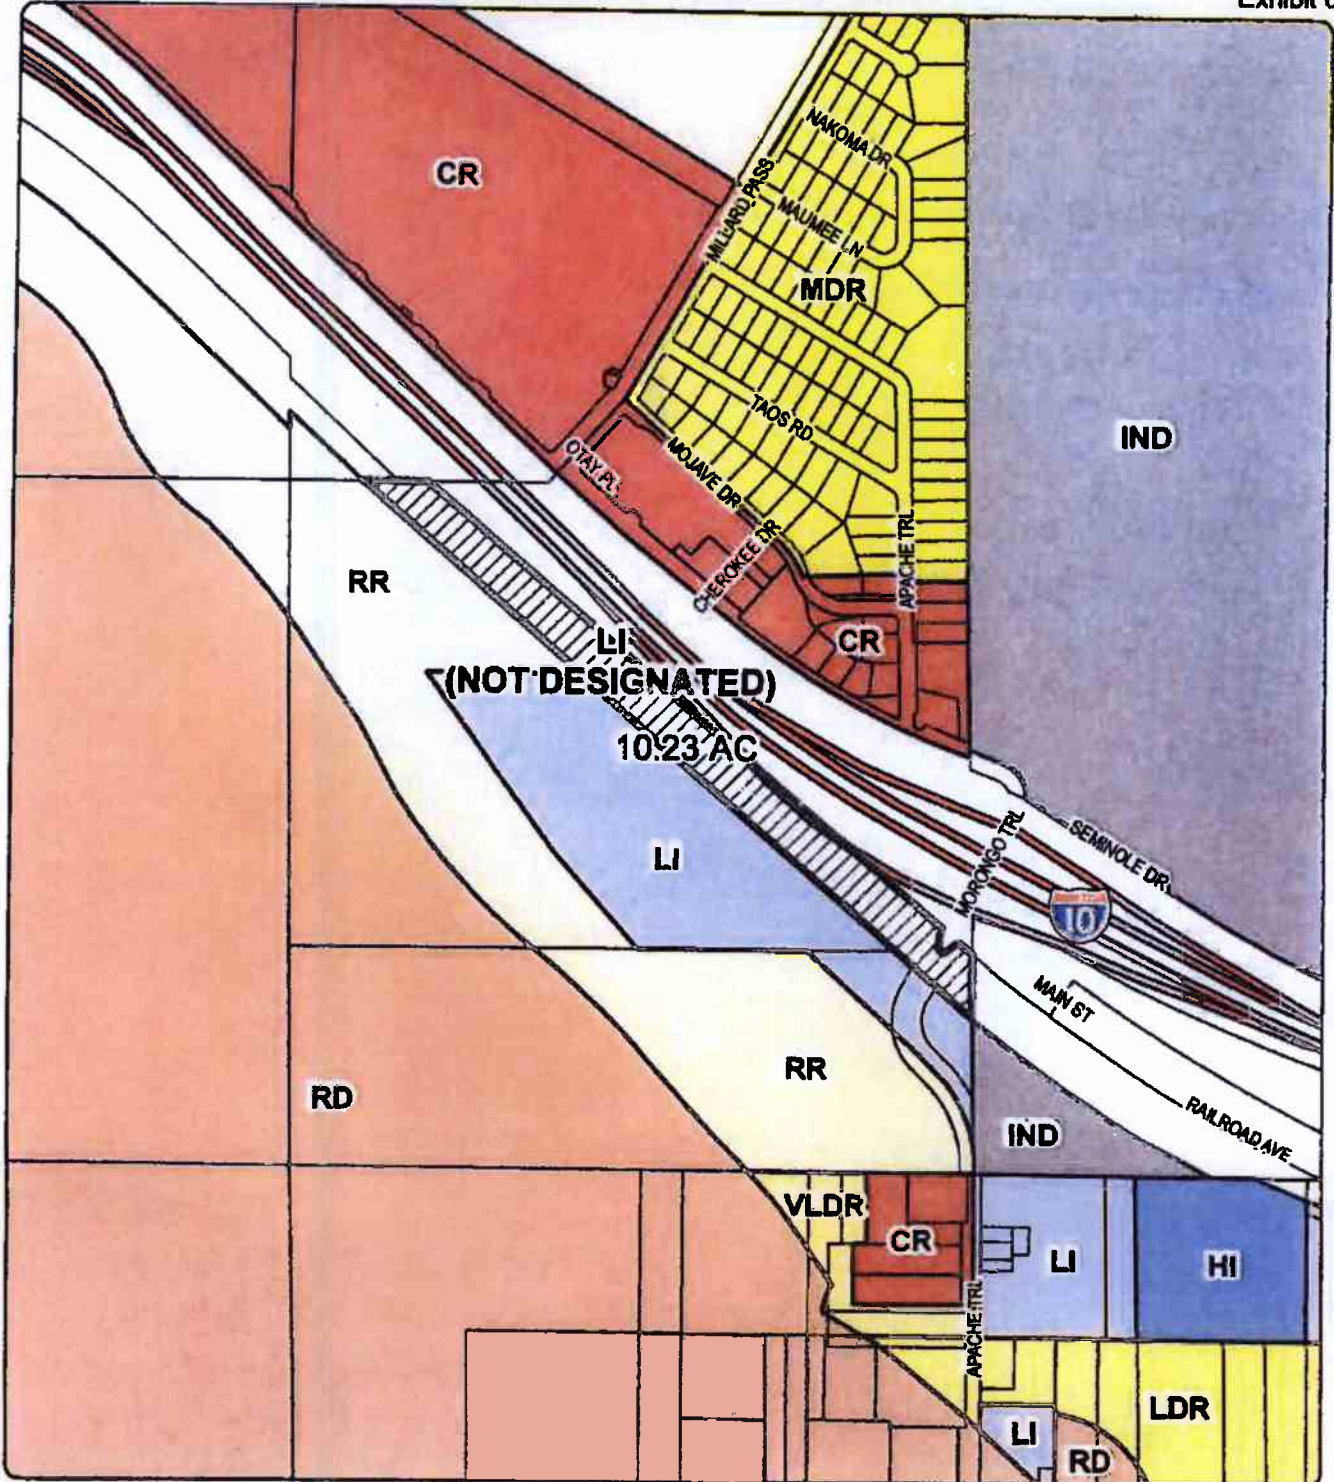 Exhibit
CR
NAKOMA DR
MILLARD PASS
MAUMEE LN
MDR
IND
TAOS RD
OTAY PL
MOJAVE DR
CHEROKEE DR
APACHE TRL
RR
LI
(NOT DESIGNATED)
CR
10.23 AC
LI
MORONGO TRL
SEMINOLE DR
10
MAIN ST
RR
RD
RAILROAD AVE
IND
VLDR
CR
LI
HI
APACHE TRL
LDR
LI
RD